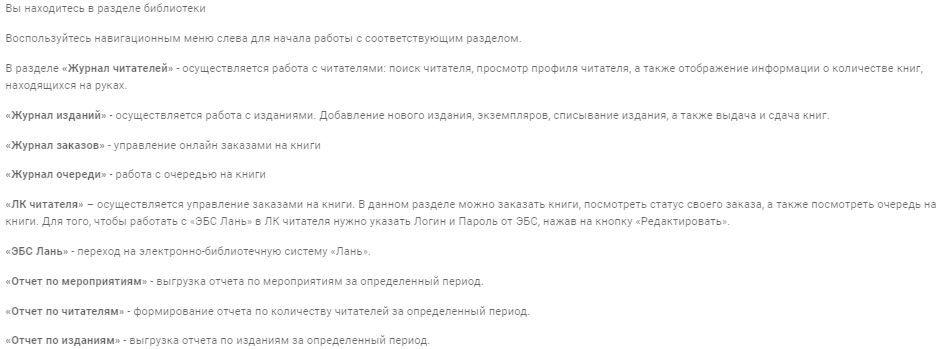 Вы находитесь в разделе библиотеки
Воспользуйтесь навигационным меню слева для начала работы с соответствующим разделом.
В разделе «Журнал читателей» - осуществляется работа с читателями: поиск читателя, просмотр профиля читателя, а также отображение информации о количестве книг,
находящихся на руках.
«Журнал изданий» - осуществляется работа с изданиями. Добавление нового издания, экземпляров, списывание издания, а также выдача и сдача книг.
«Журнал заказов» - управление онлайн заказами на книги
«Журнал очереди» - работа с очередью на книги
«ЛК читателя» – осуществляется управление заказами на книги. В данном разделе можно заказать книги, посмотреть статус своего заказа, а также посмотреть очередь на
книги. Для того, чтобы работать с «ЭБС Лань» в ЛК читателя нужно указать Логин и Пароль от ЭБС, нажав на кнопку «Редактировать».
«ЭБС Лань» - переход на электронно-библиотечную систему «Лань».
«Отчет по мероприятиям» - выгрузка отчета по мероприятиям за определенный период.
«Отчет по читателям» - формирование отчета по количеству читателей за определенный период.
«Отчет по изданиям» - выгрузка отчета по изданиям за определенный период.